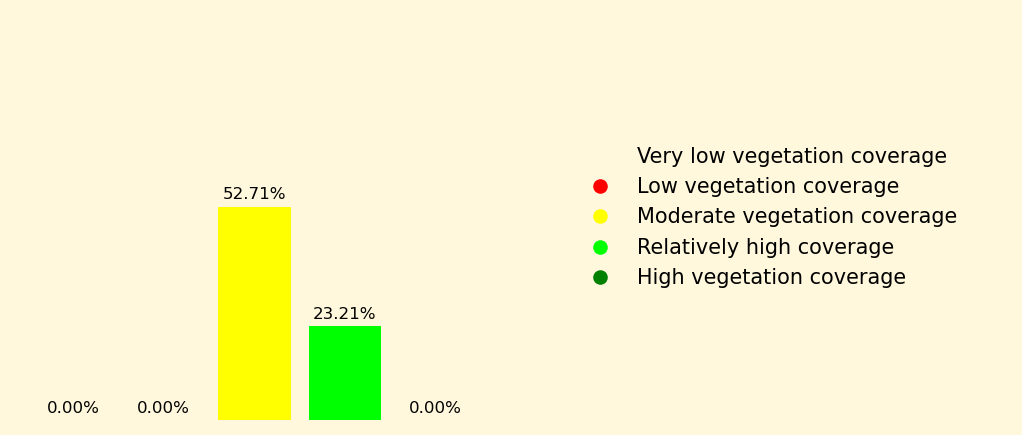 52.71%
23.21%
0.00%
0.00%
0.00%
Very low vegetation coverage
Low vegetation coverage
Moderate vegetation coverage
Relatively high coverage
High vegetation coverage